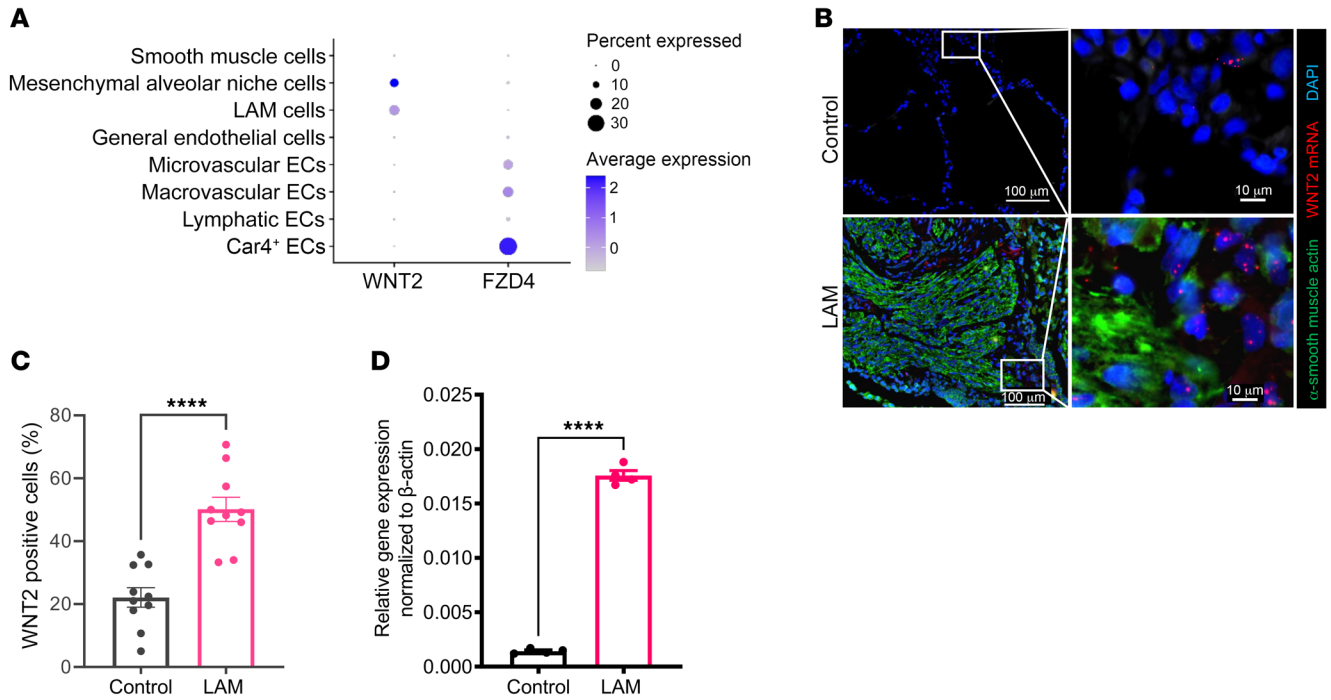 A
Smooth muscle cells
Mesenchymal alveolar niche cells
LAM cells
General endothelial cells
Microvascular ECs
Macrovascular ECs
Lymphatic ECs
Car4⁺ ECs
WNT2
FZD4
Percent expressed
0
10
20
30
Average expression
2
1
0
B
Control
LAM
100 μm
10 μm
100 μm
10 μm
α-smooth muscle actin WNT2 mRNA DAPI
C
WNT2 positive cells (%)
80
60
40
20
0
****
Control
LAM
D
Relative gene expression
normalized to β-actin
0.025
0.020
0.015
0.010
0.005
0.000
****
Control
LAM